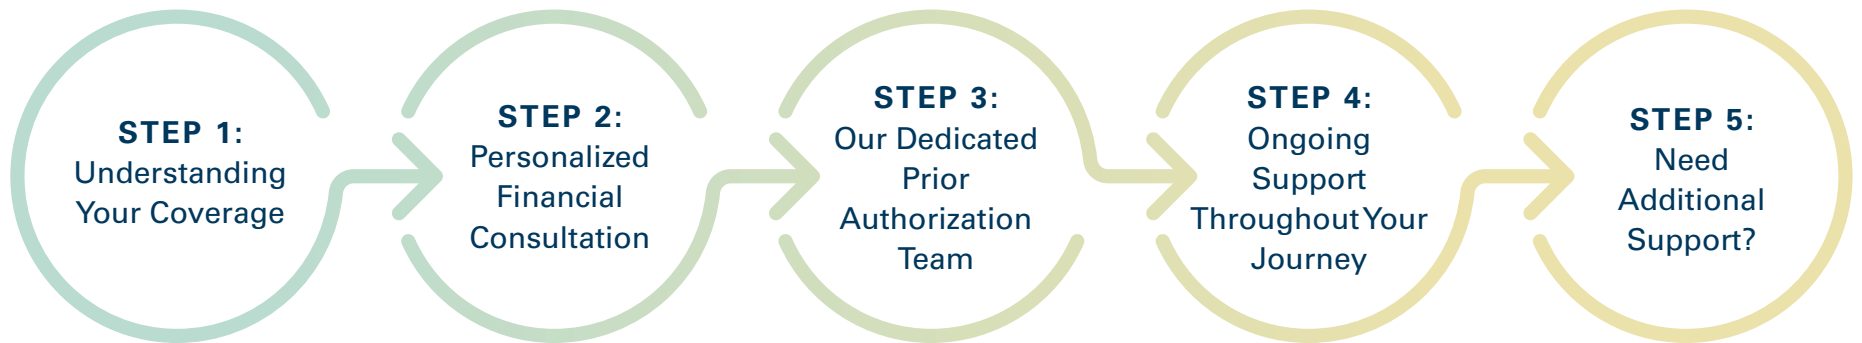 STEP 1:
Understanding
Your Coverage
STEP 2:
Personalized
Financial
Consultation
STEP 3:
Our Dedicated
Prior
Authorization
Team
STEP 4:
Ongoing
Support
Throughout Your
Journey
STEP 5:
Need
Additional
Support?